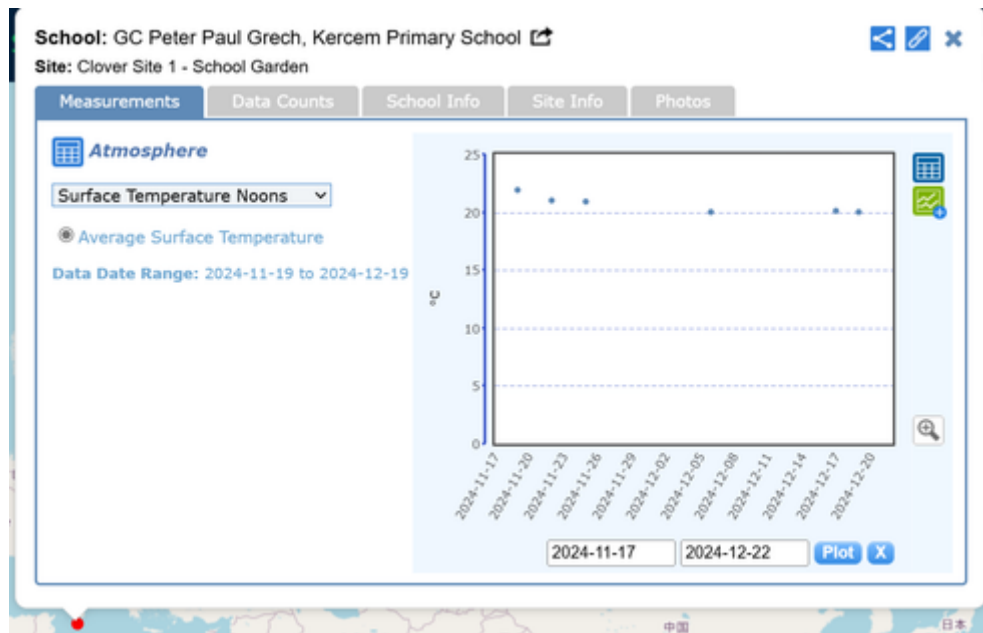 School: GC Peter Paul Grech, Kercem Primary School
Site: Clover Site 1 - School Garden
Measurements Data Counts School Info Site Info Photos
Atmosphere
Surface Temperature Noons
Average Surface Temperature
Data Date Range: 2024-11-19 to 2024-12-19
25
20
15
10
5
0
°C
2024-11-17
2024-11-20
2024-11-23
2024-11-26
2024-11-29
2024-12-02
2024-12-05
2024-12-08
2024-12-11
2024-12-14
2024-12-17
2024-12-20
2024-11-17 2024-12-22 Plot X
中国 日本